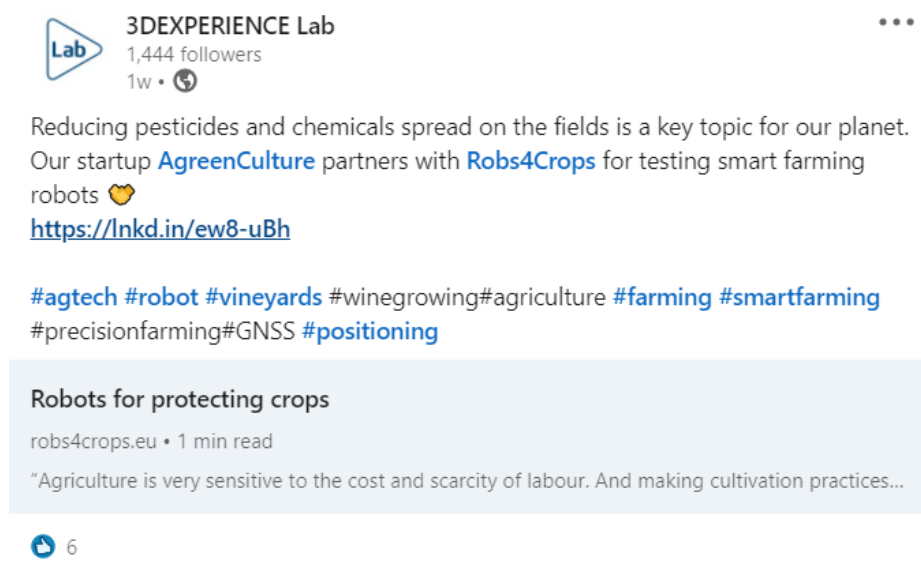 Lab
3DEXPERIENCE Lab
1,444 followers
1w •
Reducing pesticides and chemicals spread on the fields is a key topic for our planet.
Our startup AgreenCulture partners with Robs4Crops for testing smart farming
robots
https://lnkd.in/ew8-uBh
#agtech #robot #vineyards #winegrowing#agriculture #farming #smartfarming
#precisionfarming#GNSS #positioning
Robots for protecting crops
robs4crops.eu • 1 min read
“Agriculture is very sensitive to the cost and scarcity of labour. And making cultivation practices...
6